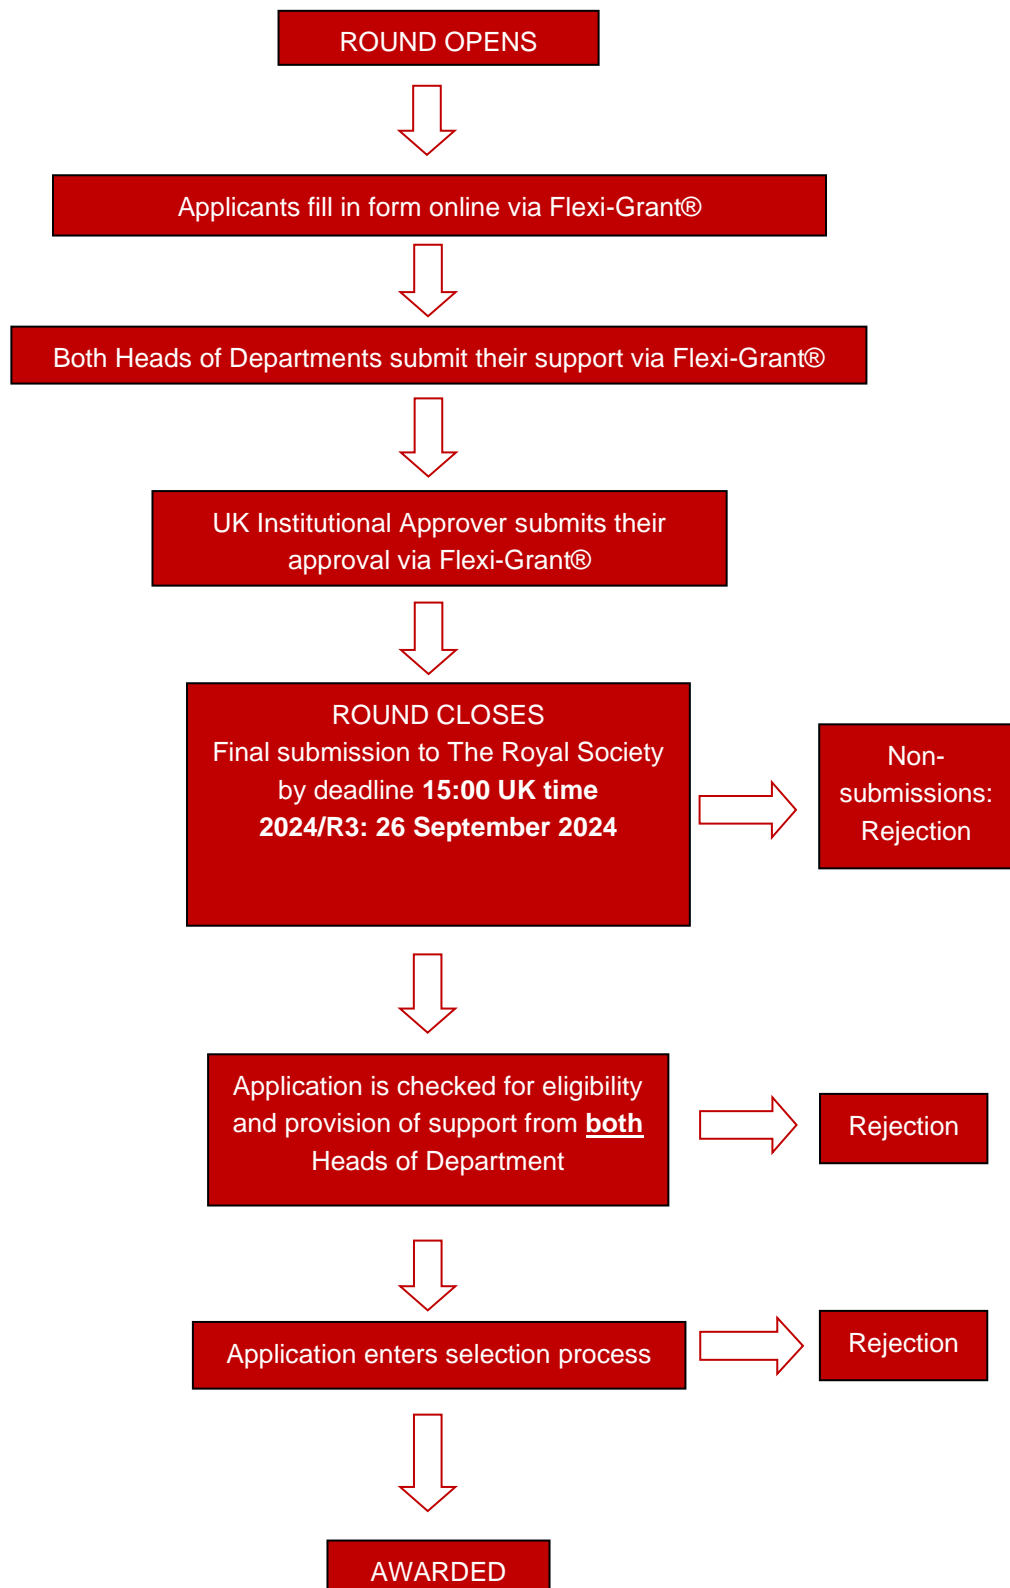 ROUND OPENS
Applicants fill in form online via Flexi-Grant®
Both Heads of Departments submit their support via Flexi-Grant®
UK Institutional Approver submits their
approval via Flexi-Grant®
ROUND CLOSES
Final submission to The Royal Society
by deadline 15:00 UK time
2024/R3: 26 September 2024
Non-
submissions:
Rejection
Application is checked for eligibility
and provision of support from both
Heads of Department
Rejection
Application enters selection process
Rejection
AWARDED